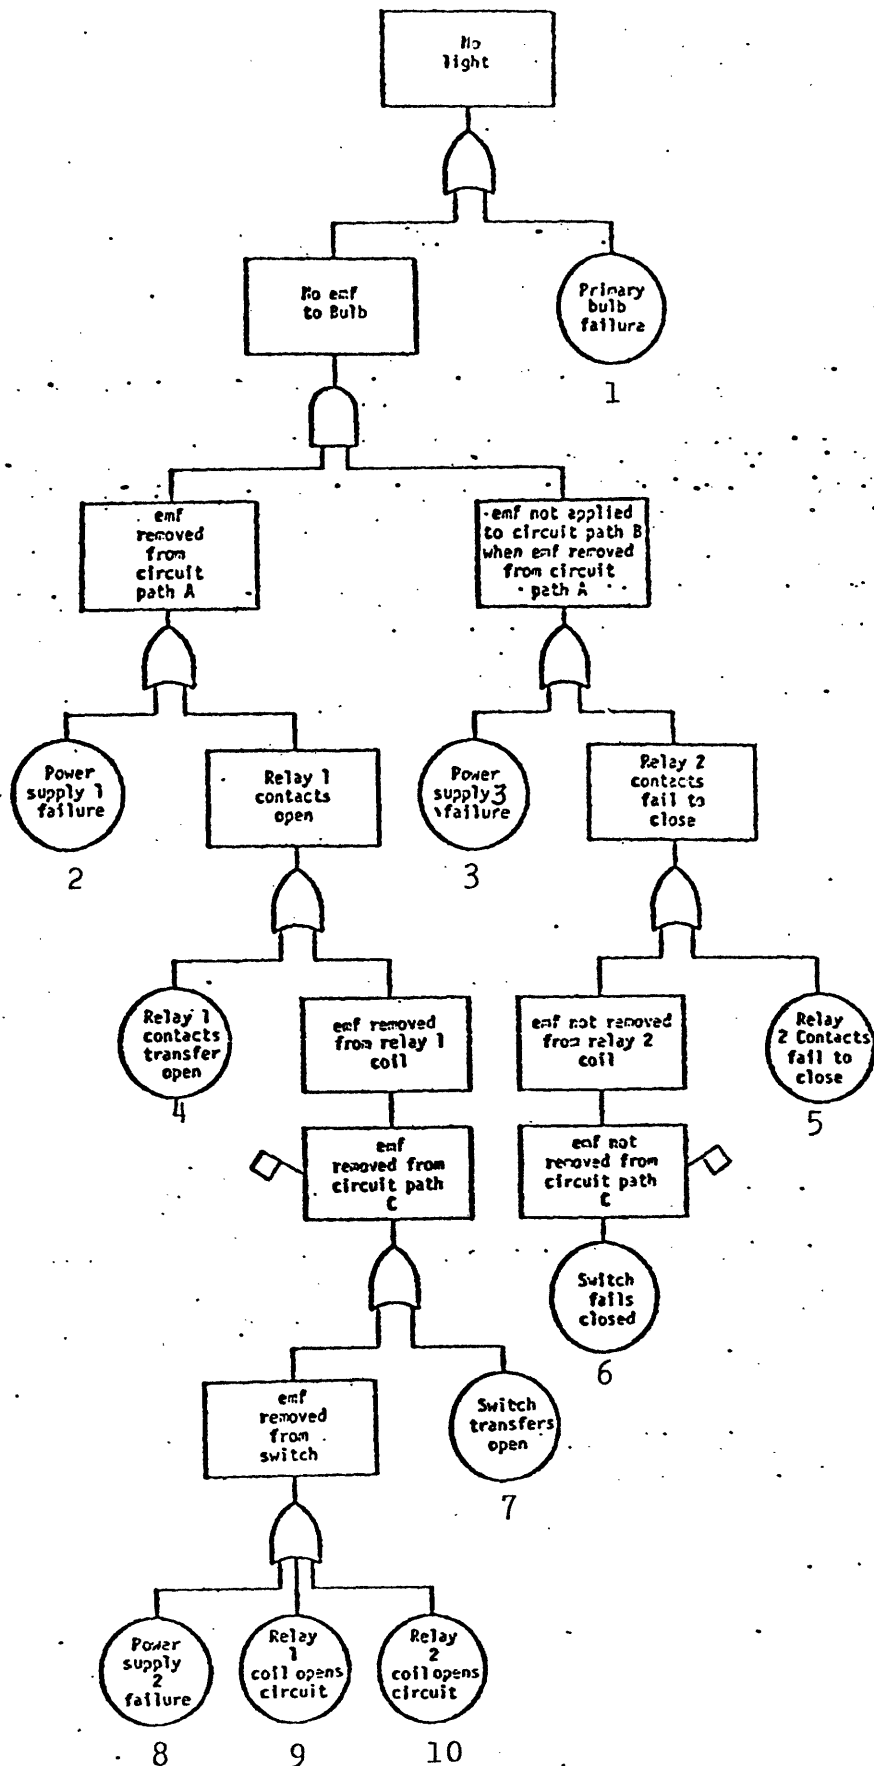 No
light
No emf
to Bulb
Primary
bulb
failure
1
emf
removed
from
circuit
path A
emf not applied
to circuit path B
when emf removed
from circuit
path A
Power
supply 1
failure
2
Relay 1
contacts
open
Power
supply 3
failure
3
Relay 2
contacts
fail to
close
Relay 1
contacts
transfer
open
4
emf removed
from relay 1
coil
emf not removed
from relay 2
coil
Relay
2 Contacts
fail to
close
5
emf
removed from
circuit path
C
emf not
removed from
circuit path
C
Switch
fails
closed
6
emf
removed
from
switch
Switch
transfers
open
7
Power
supply
2
failure
8
Relay
1
coil opens
circuit
9
Relay
2
coil opens
circuit
10